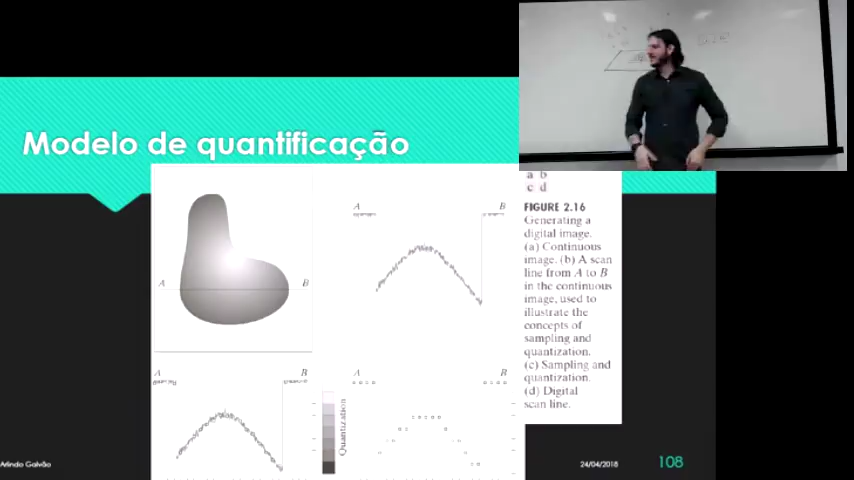 Modelo de quantificação
a b
c d
FIGURE 2.16
Generating a
digital image.
(a) Continuous
image. (b) A scan
line from A to B
in the continuous
image, used to
illustrate the
concepts of
sampling and
quantization.
(c) Sampling and
quantization.
(d) Digital
scan line.
A
B
A
B
A
B
Quantization
A
B
Arlindo Galvão
24/04/2018
108